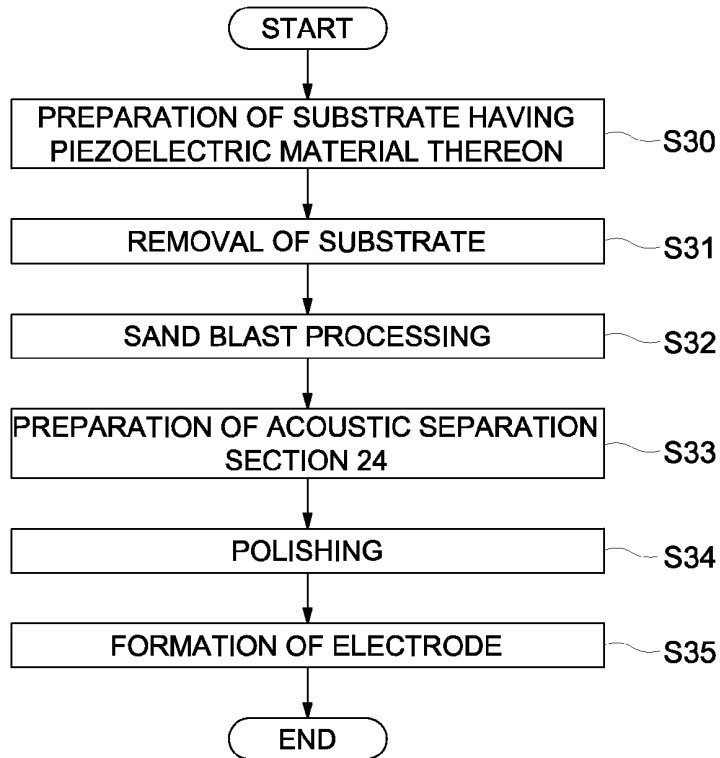 START
PREPARATION OF SUBSTRATE HAVING
PIEZOELECTRIC MATERIAL THEREON
S30
REMOVAL OF SUBSTRATE
S31
SAND BLAST PROCESSING
S32
PREPARATION OF ACOUSTIC SEPARATION
SECTION 24
S33
POLISHING
S34
FORMATION OF ELECTRODE
S35
END